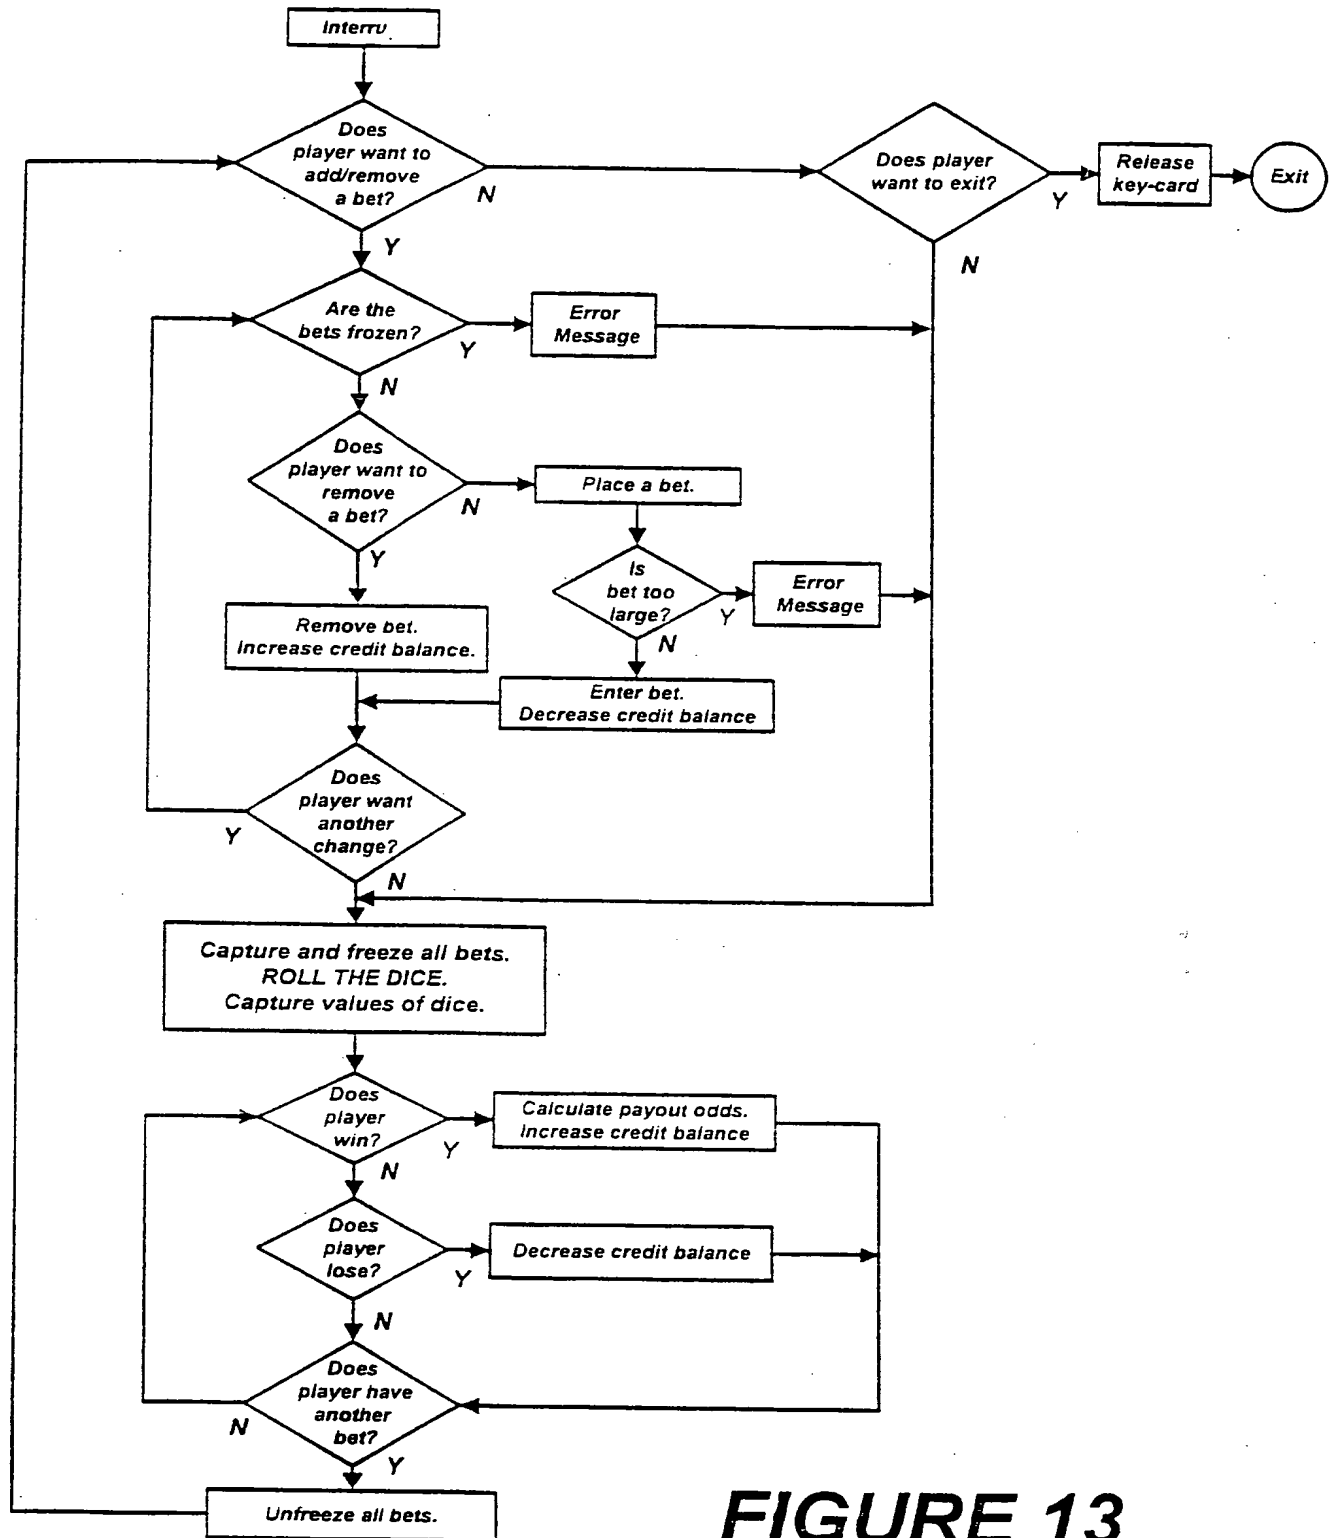 Interru
Does
player want to
add/remove
a bet?
N
Y
Does player
want to exit?
Y
N
Release
key-card
Exit
Are the
bets frozen?
Y
N
Error
Message
Does
player want to
remove
a bet?
N
Y
Place a bet.
Is
bet too
large?
Y
N
Error
Message
Remove bet.
Increase credit balance.
Enter bet.
Decrease credit balance
Does
player want
another
change?
Y
N
Capture and freeze all bets.
ROLL THE DICE.
Capture values of dice.
Does
player
win?
Y
N
Calculate payout odds.
Increase credit balance
Does
player
lose?
Y
N
Decrease credit balance
Does
player have
another
bet?
N
Y
Unfreeze all bets.
FIGURE 13